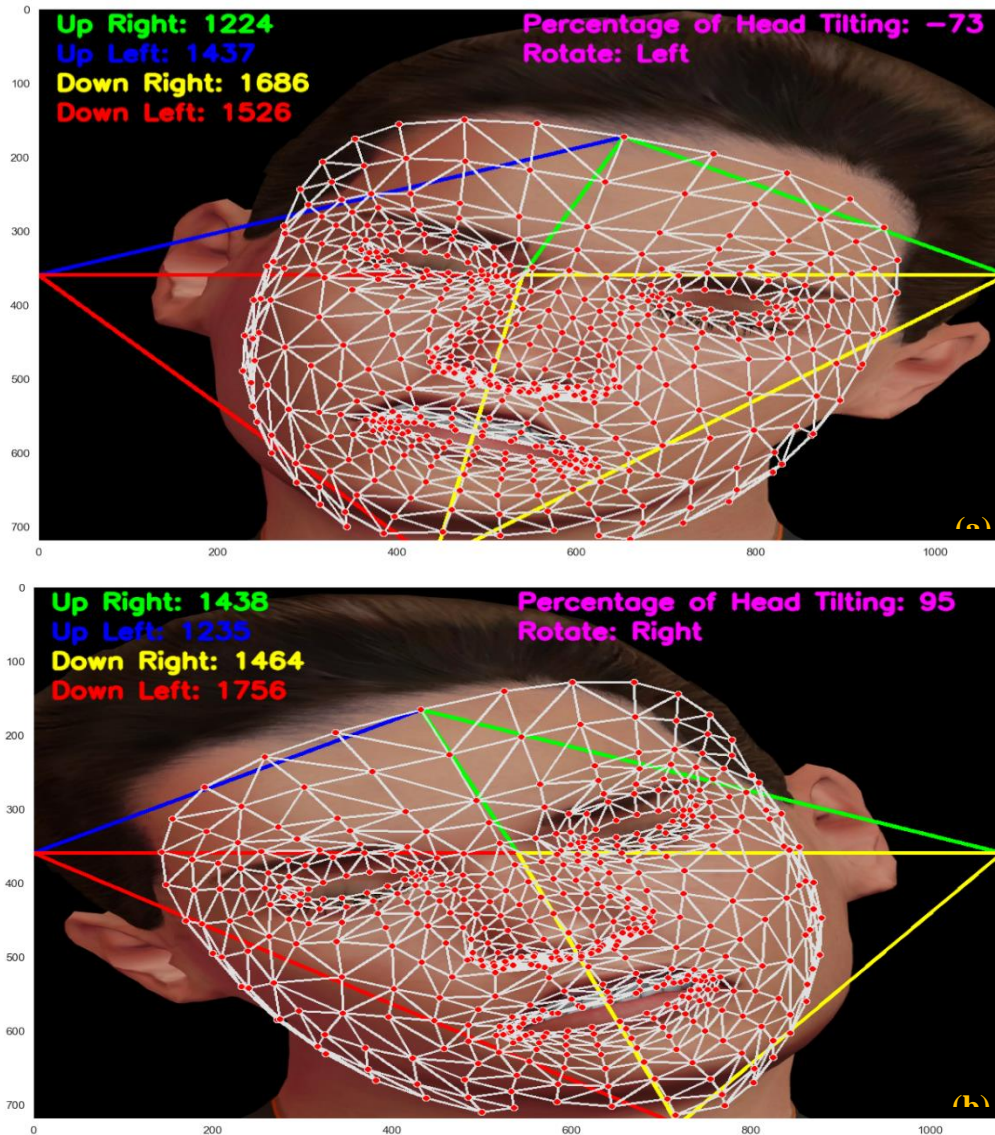 Up Right: 1224
Up Left: 1437
Down Right: 1686
Down Left: 1526
Percentage of Head Tilting: -73
Rotate: Left
0
100
200
300
400
500
600
700
0 200 400 600 800 1000
(a)
Up Right: 1438
Up Left: 1235
Down Right: 1464
Down Left: 1756
Percentage of Head Tilting: 95
Rotate: Right
0
100
200
300
400
500
600
700
0 200 400 600 800 1000
(b)